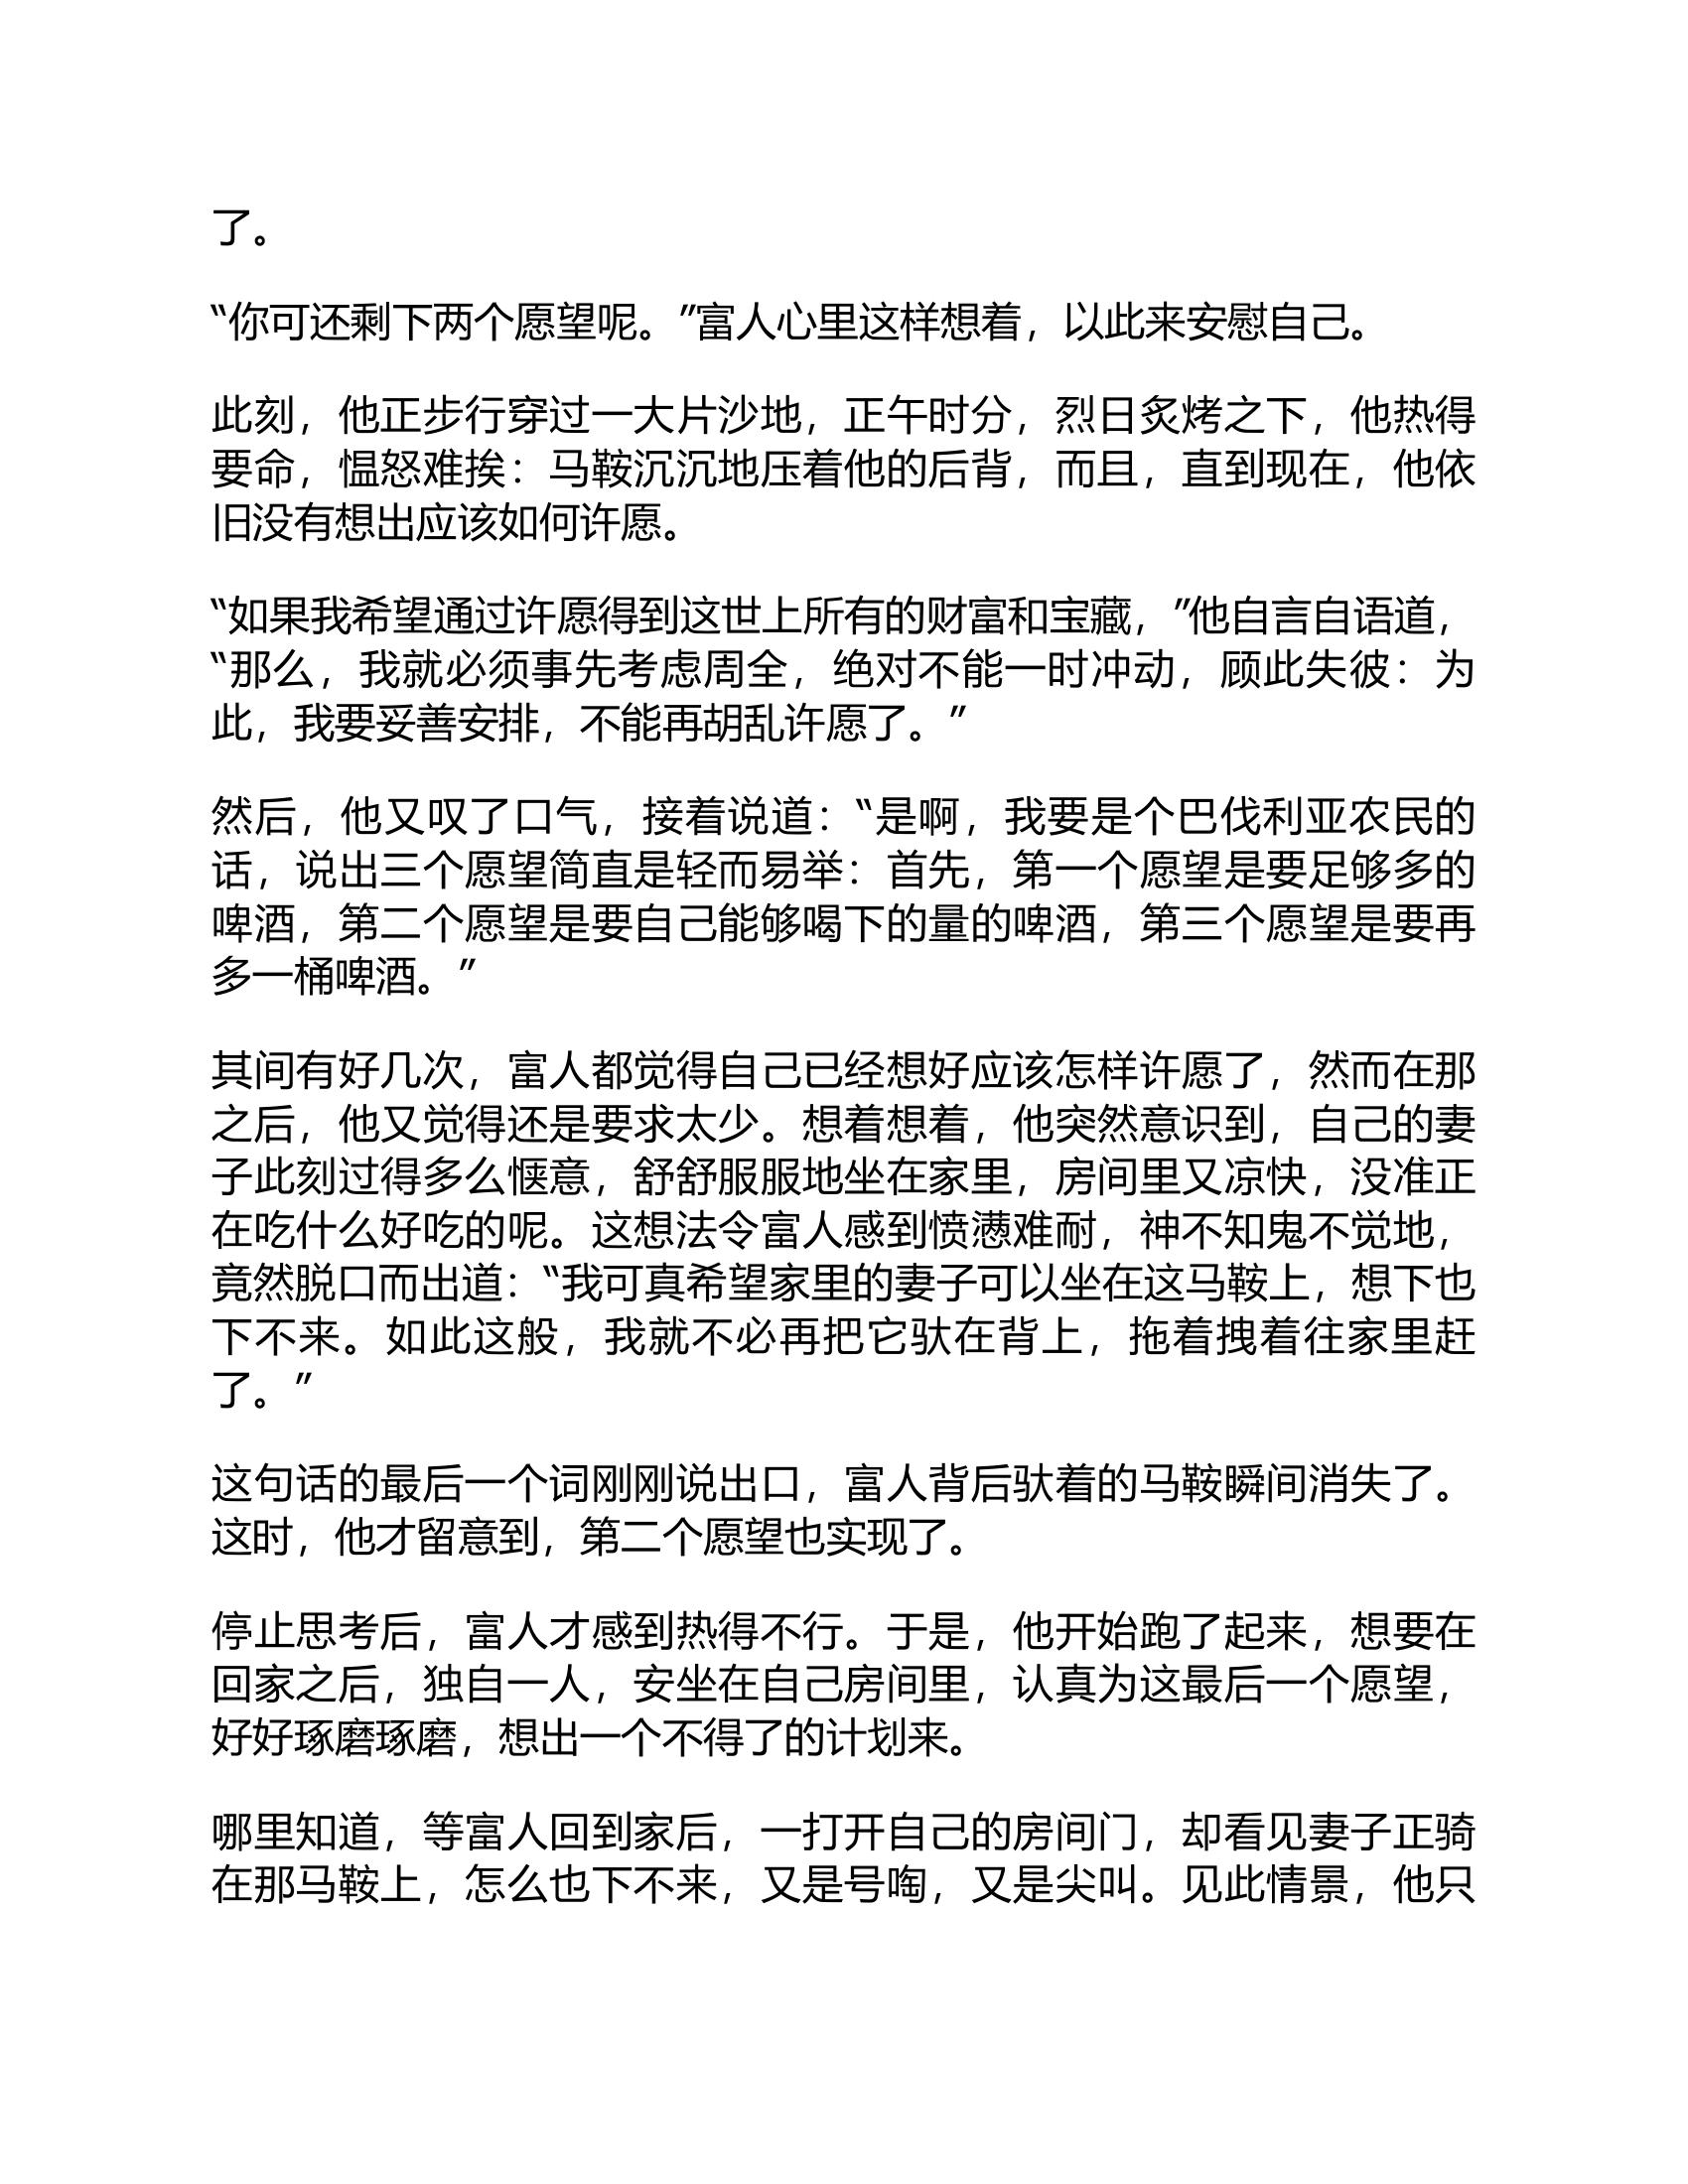 了。
“你可还剩下两个愿望呢。”富人心里这样想着，以此来安慰自己。
此刻，他正步行穿过一大片沙地，正午时分，烈日炙烤之下，他热得
要命，愠怒难挨：马鞍沉沉地压着他的后背，而且，直到现在，他依
旧没有想出应该如何许愿。
“如果我希望通过许愿得到这世上所有的财富和宝藏，”他自言自语道，
“那么，我就必须事先考虑周全，绝对不能一时冲动，顾此失彼：为
此，我要妥善安排，不能再胡乱许愿了。”
然后，他又叹了口气，接着说道：“是啊，我要是个巴伐利亚农民的
话，说出三个愿望简直是轻而易举：首先，第一个愿望是要足够多的
啤酒，第二个愿望是要自己能够喝下的量的啤酒，第三个愿望是要再
多一桶啤酒。”
其间有好几次，富人都觉得自己已经想好应该怎样许愿了，然而在那
之后，他又觉得还是要求太少。想着想着，他突然意识到，自己的妻
子此刻过得多么惬意，舒舒服服地坐在家里，房间里又凉快，没准正
在吃什么好吃的呢。这想法令富人感到愤懑难耐，神不知鬼不觉地，
竟然脱口而出道：“我可真希望家里的妻子可以坐在这马鞍上，想下也
下不来。如此这般，我就不必再把它驮在背上，拖着拽着往家里赶
了。”
这句话的最后一个词刚刚说出口，富人背后驮着的马鞍瞬间消失了。
这时，他才留意到，第二个愿望也实现了。
停止思考后，富人才感到热得不行。于是，他开始跑了起来，想要在
回家之后，独自一人，安坐在自己房间里，认真为这最后一个愿望，
好好琢磨琢磨，想出一个不得了的计划来。
哪里知道，等富人回到家后，一打开自己的房间门，却看见妻子正骑
在那马鞍上，怎么也下不来，又是号啕，又是尖叫。见此情景，他只